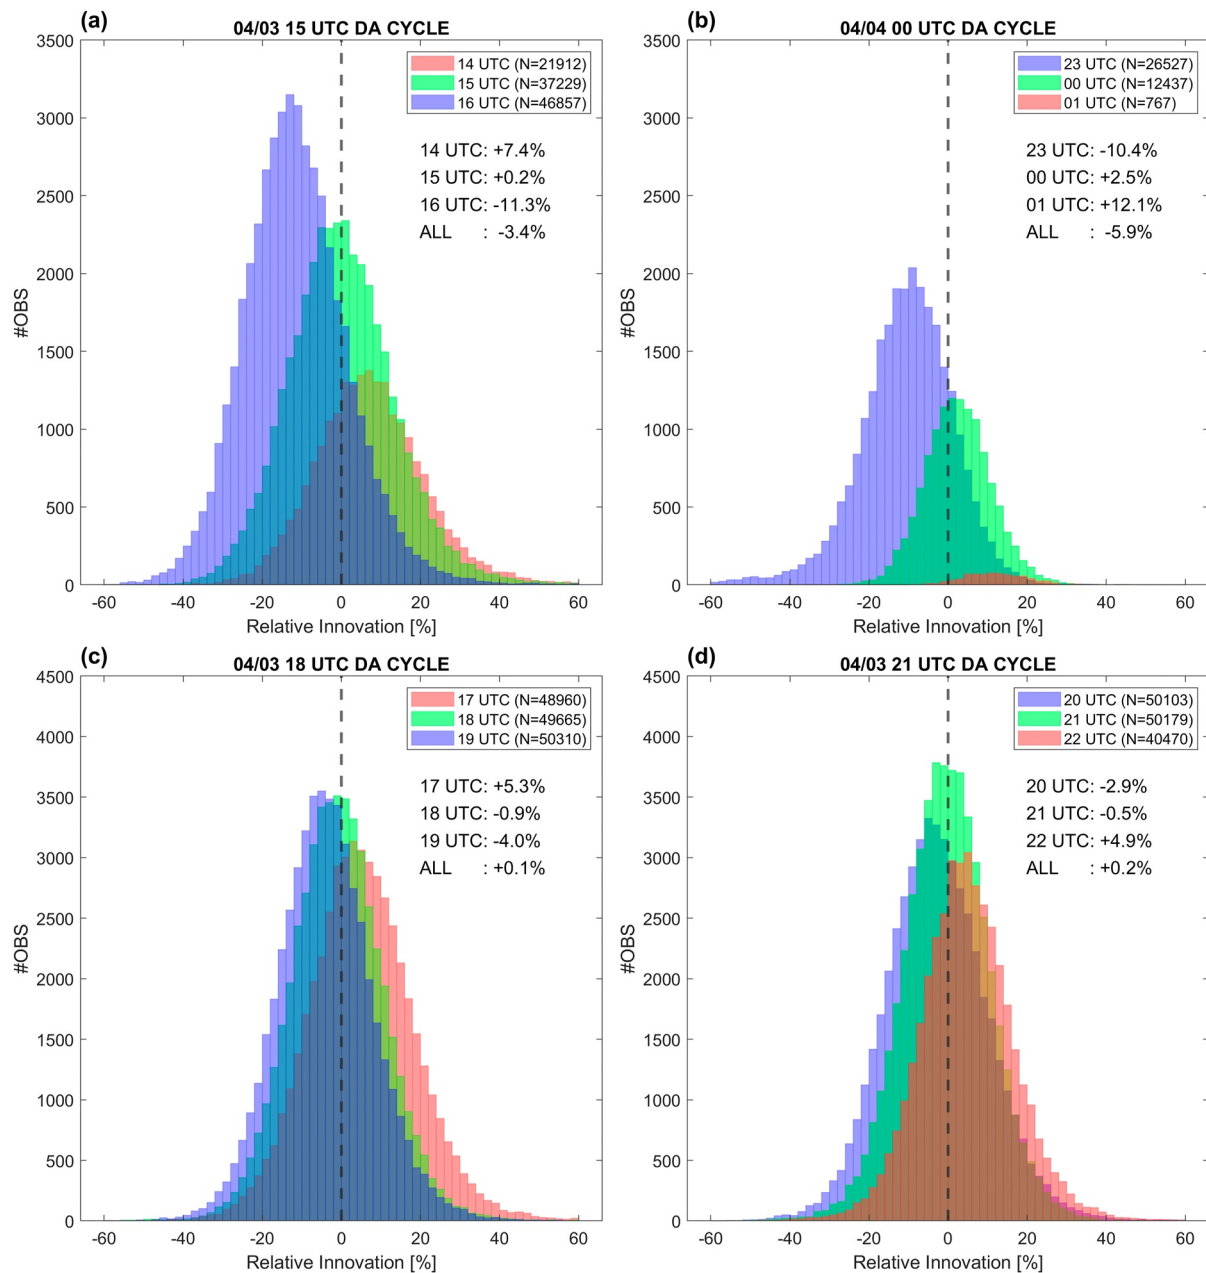 (a)
04/03 15 UTC DA CYCLE
3500
3000
2500
2000
1500
1000
500
0
#OBS
14 UTC (N=21912)
15 UTC (N=37229)
16 UTC (N=46857)
14 UTC: +7.4%
15 UTC: +0.2%
16 UTC: -11.3%
ALL : -3.4%
-60 -40 -20 0 20 40 60
Relative Innovation [%]
(b)
04/04 00 UTC DA CYCLE
3500
3000
2500
2000
1500
1000
500
0
#OBS
23 UTC (N=26527)
00 UTC (N=12437)
01 UTC (N=767)
23 UTC: -10.4%
00 UTC: +2.5%
01 UTC: +12.1%
ALL : -5.9%
-60 -40 -20 0 20 40 60
Relative Innovation [%]
(c)
04/03 18 UTC DA CYCLE
4500
4000
3500
3000
2500
2000
1500
1000
500
0
#OBS
17 UTC (N=48960)
18 UTC (N=49665)
19 UTC (N=50310)
17 UTC: +5.3%
18 UTC: -0.9%
19 UTC: -4.0%
ALL : +0.1%
-60 -40 -20 0 20 40 60
Relative Innovation [%]
(d)
04/03 21 UTC DA CYCLE
4500
4000
3500
3000
2500
2000
1500
1000
500
0
#OBS
20 UTC (N=50103)
21 UTC (N=50179)
22 UTC (N=40470)
20 UTC: -2.9%
21 UTC: -0.5%
22 UTC: +4.9%
ALL : +0.2%
-60 -40 -20 0 20 40 60
Relative Innovation [%]